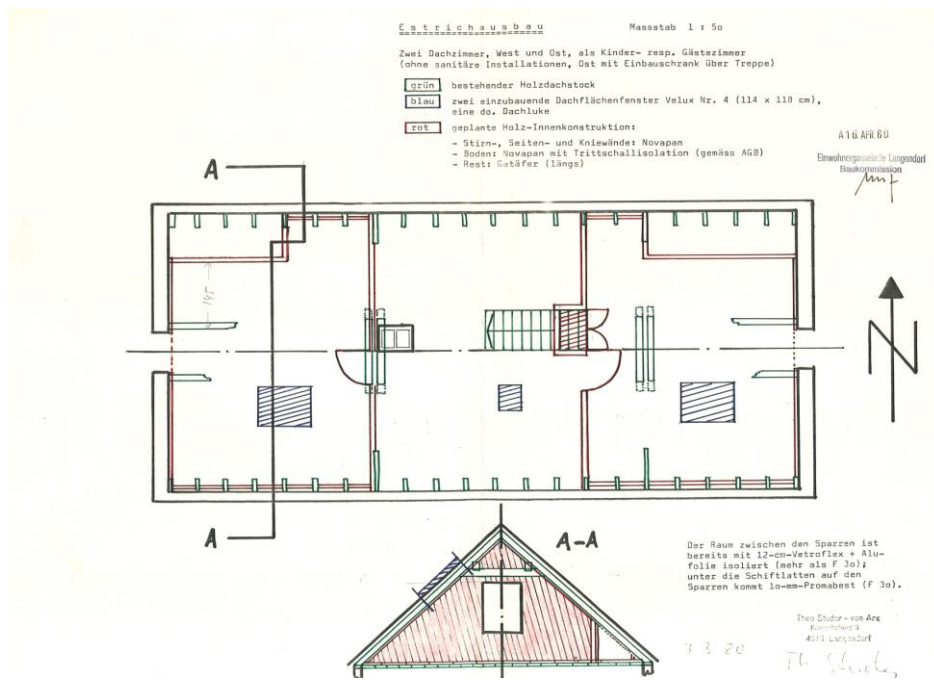 Estrichausbau Massstab 1 : 5o
Zwei Dachzimmer, West und Ost, als Kinder- resp. Gästezimmer
(ohne sanitäre Installationen, Ost mit Einbauschrank über Treppe)
grün bestehender Holzdachstock
blau zwei einzubauende Dachflächenfenster Velux Nr. 4 (114 x 118 cm),
eine do. Dachluke
rot geplante Holz-Innenkonstruktion:
- Stirn-, Seiten- und Kniewände: Novapan
- Boden: Novapan mit Trittschallisolation (gemäss AGB)
- Rest: Getäfer (längs)
A 16. APR. 80
Einwohnergemeinde Langendorf
Baukommission
A
195
N
A
A-A
Der Raum zwischen den Sparren ist
bereits mit 12-cm-Vetroflex + Alu-
folie isoliert (mehr als F 3o);
unter die Schiftlatten auf den
Sparren kommt 1o-mm-Promabest (F 3o).
Theo Studer - von Arx
4513 Langendorf